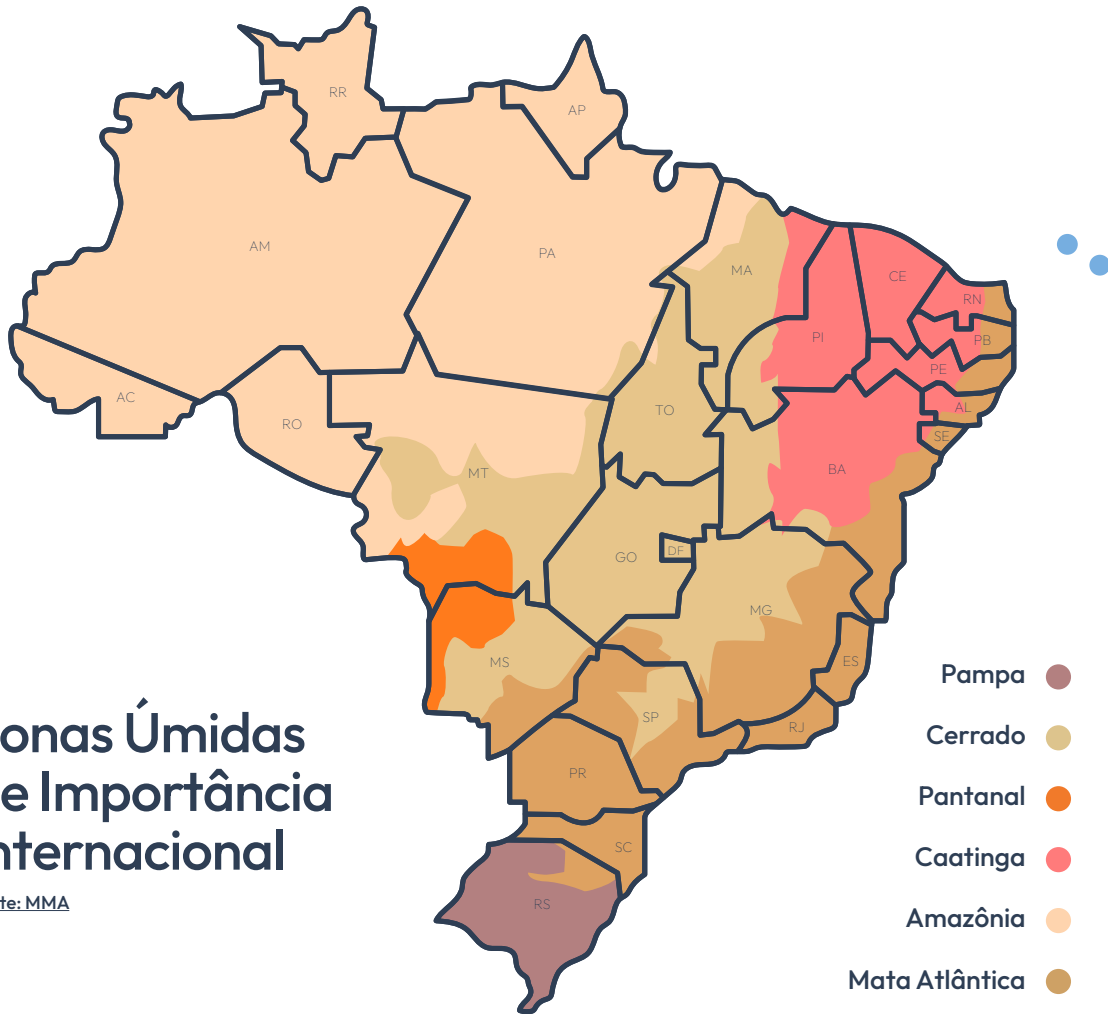 RR
AP
AM
PA
MA
CE
RN
PI
PB
PE
AC
TO
AL
RO
SE
MT
BA
GO
DF
MG
MS
ES
SP
RJ
PR
SC
RS
onas Úmidas
e Importância
nternacional
te: MMA
Pampa
Cerrado
Pantanal
Caatinga
Amazônia
Mata Atlântica